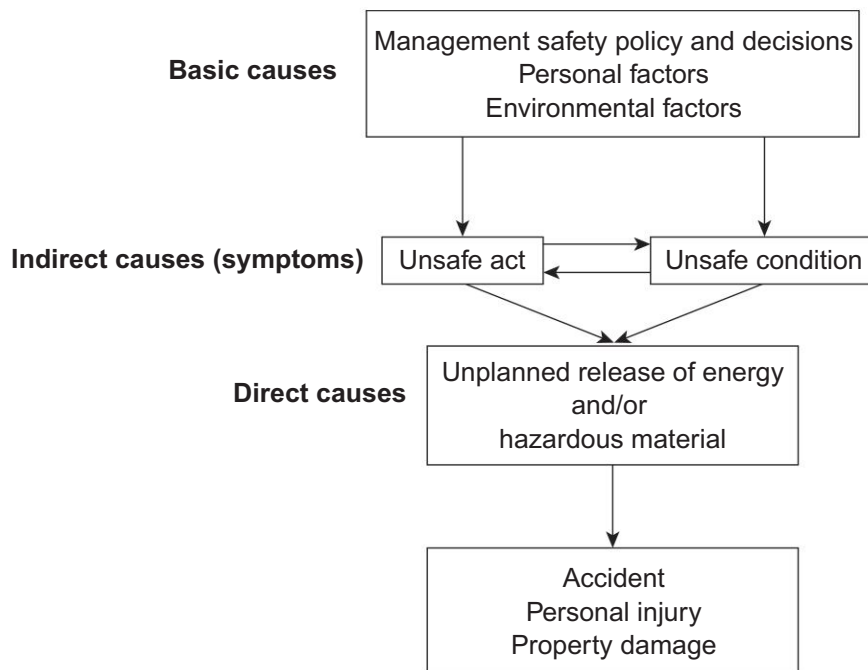 Management safety policy and decisions
Basic causes
Personal factors
Environmental factors
Indirect causes (symptoms)
Unsafe act
Unsafe condition
Unplanned release of energy
Direct causes
and/or
hazardous material
Accident
Personal injury
Property damage